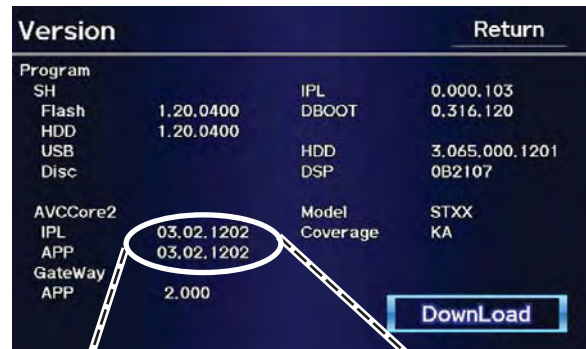 Version Return
Program
SH IPL 0.000.103
Flash 1.20.0400 DBOOT 0.316.120
HDD 1.20.0400
USB HDD 3.065.000.1201
Disc DSP 0B2107
AVCCore2 Model STXX
IPL 03.02.1202 Coverage KA
APP 03.02.1202
GateWay
APP 2.000
DownLoad